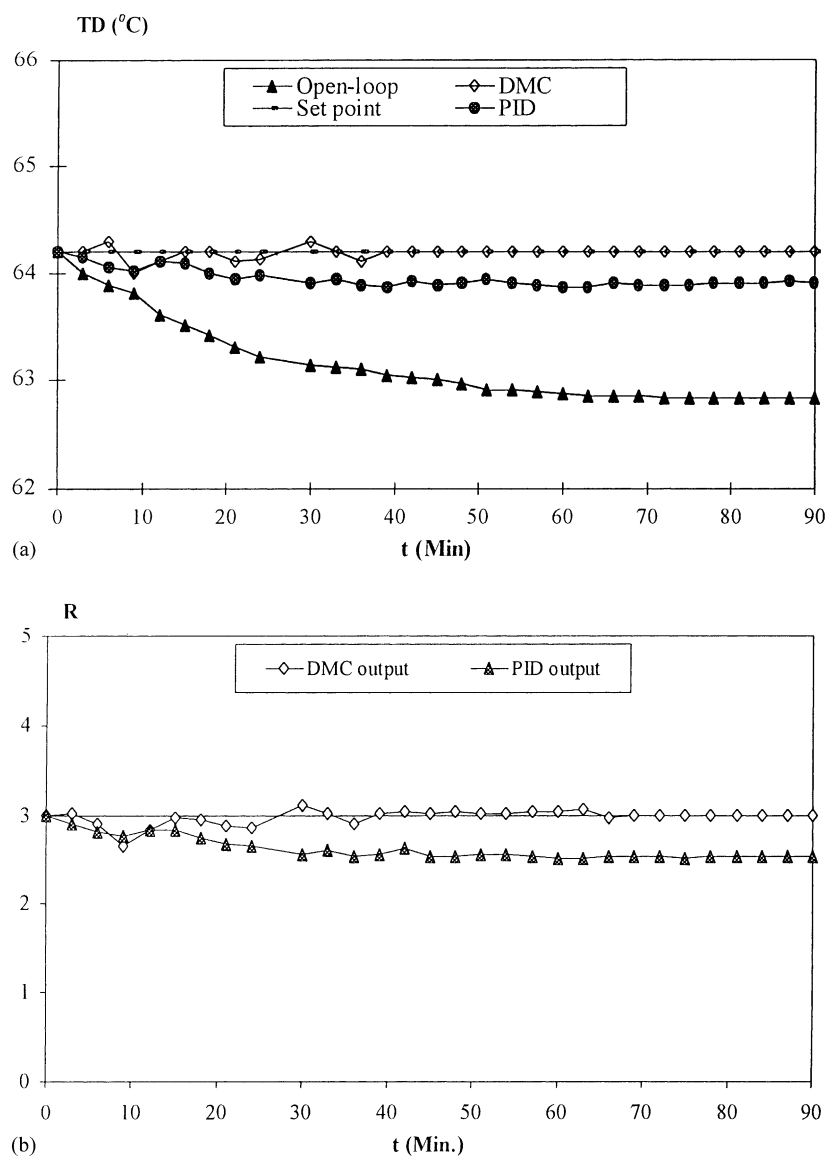 TD (°C)
66
Open-loop DMC
Set point PID
65
64
63
62
0 10 20 30 40 50 60 70 80 90
(a) t (Min)
R
5
DMC output PID output
4
3
2
1
0
0 10 20 30 40 50 60 70 80 90
(b) t (Min.)